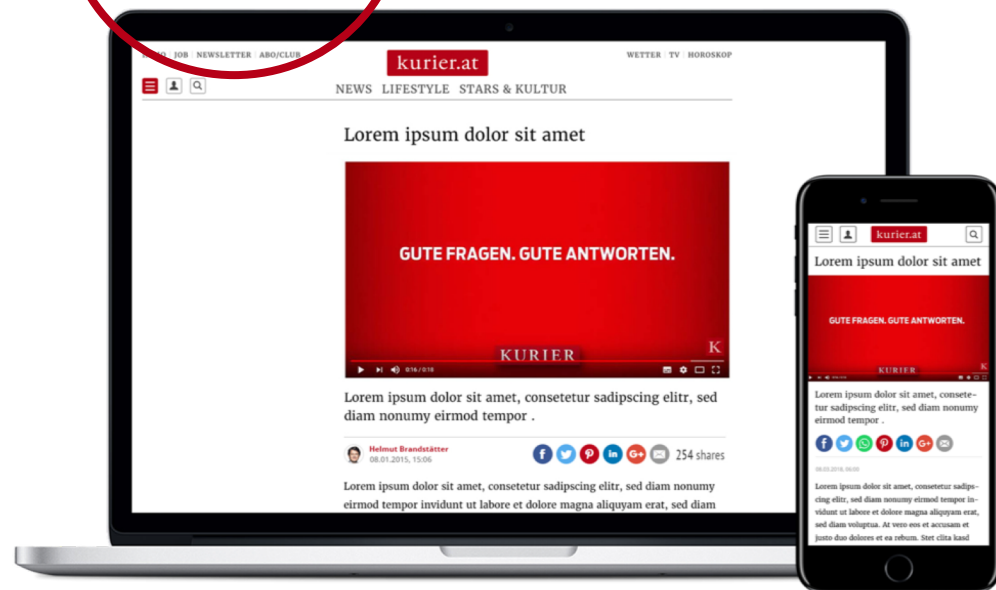 JOB NEWSLETTER ABO/CLUB
WETTER TV HOROSKOP
kurier.at
NEWS LIFESTYLE STARS & KULTUR
Lorem ipsum dolor sit amet
GUTE FRAGEN. GUTE ANTWORTEN.
KURIER
K
0:16 / 0:18
Lorem ipsum dolor sit amet, consetetur sadipscing elitr, sed
diam nonumy eirmod tempor .
Helmut Brandstätter
08.01.2015, 15:06
f
in
G+
254 shares
Lorem ipsum dolor sit amet, consetetur sadipscing elitr, sed diam nonumy
eirmod tempor invidunt ut labore et dolore magna aliquyam erat, sed diam
kurier.at
Lorem ipsum dolor sit amet
GUTE FRAGEN. GUTE ANTWORTEN.
KURIER
K
Lorem ipsum dolor sit amet, consete-
tur sadipscing elitr, sed diam nonumy
eirmod tempor .
f
in
G+
Lorem ipsum dolor sit amet, consetetur sadips-
cing elitr, sed diam nonumy eirmod tempor in-
vidunt ut labore et dolore magna aliquyam erat,
sed diam voluptua. At vero eos et accusam et
justo duo dolores et ea rebum. Stet clita kasd